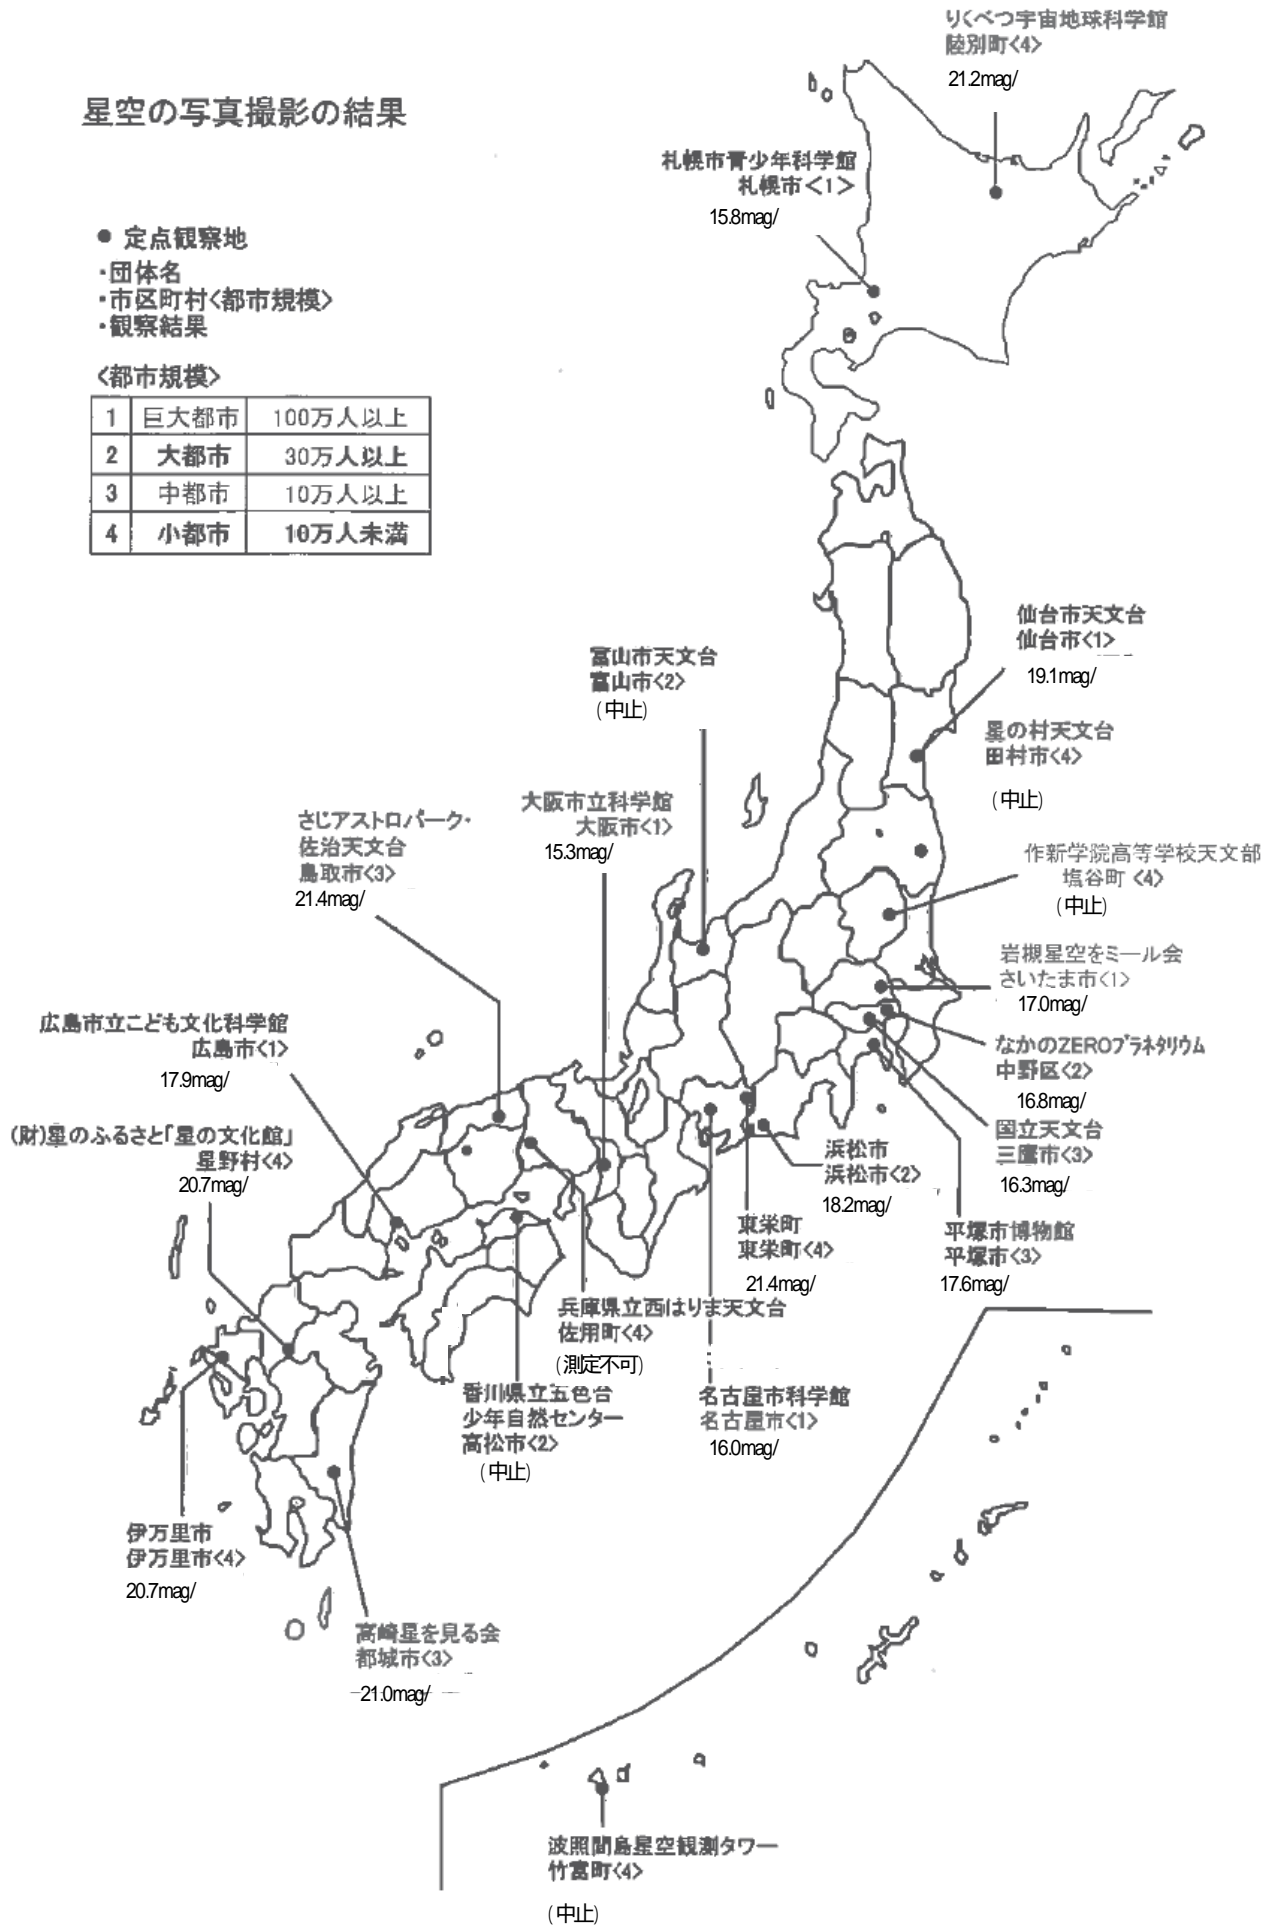 りくべつ宇宙地球科学館
陸別町<4>
21.2mag/
星空の写真撮影の結果
札幌市青少年科学館
札幌市<1>
15.8mag/
● 定点観察地
・団体名
・市区町村<都市規模>
・観察結果
<都市規模>
1 巨大都市 100万人以上
2 大都市 30万人以上
3 中都市 10万人以上
4 小都市 10万人未満
仙台市天文台
仙台市<1>
19.1mag/
富山市天文台
富山市<2>
(中止)
星の村天文台
田村市<4>
(中止)
大阪市立科学館
大阪市<1>
15.3mag/
さじアストロパーク・
佐治天文台
鳥取市<3>
21.4mag/
作新学院高等学校天文部
塩谷町<4>
(中止)
岩槻星空をミール会
さいたま市<1>
17.0mag/
広島市立こども文化科学館
広島市<1>
17.9mag/
なかのZEROプラネタリウム
中野区<2>
16.8mag/
(財)星のふるさと「星の文化館」
星野村<4>
20.7mag/
国立天文台
三鷹市<3>
16.3mag/
浜松市
浜松市<2>
18.2mag/
東栄町
東栄町<4>
21.4mag/
平塚市博物館
平塚市<3>
17.6mag/
兵庫県立西はりま天文台
佐用町<4>
(測定不可)
香川県立五色台
少年自然センター
高松市<2>
(中止)
名古屋市科学館
名古屋市<1>
16.0mag/
伊万里市
伊万里市<4>
20.7mag/
高崎星を見る会
都城市<3>
21.0mag/
波照間島星空観測タワー
竹富町<4>
(中止)